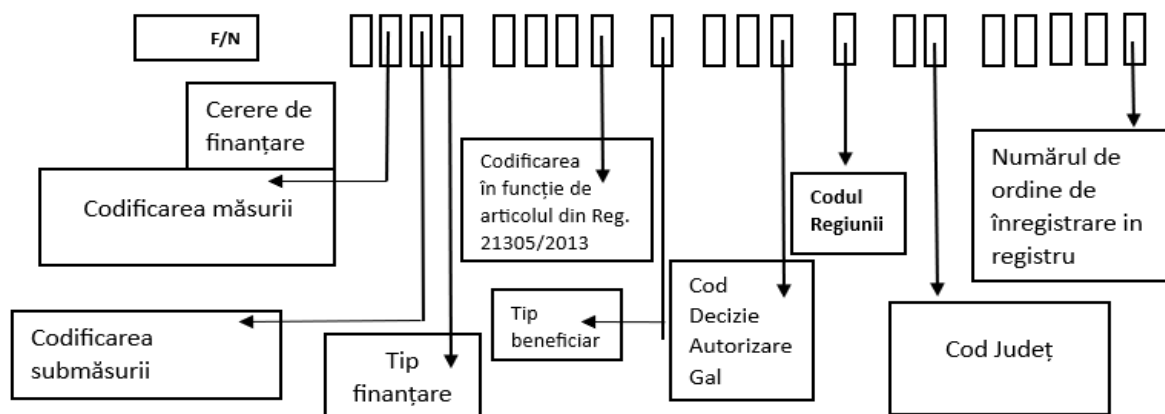 F/N
Cerere de
finanțare
Codificarea măsurii
Codificarea
submăsurii
Tip
finanțare
Codificarea
în funcție de
articolul din Reg.
21305/2013
Tip
beneficiar
Cod
Decizie
Autorizare
Gal
Codul
Regiunii
Cod Județ
Numărul de
ordine de
înregistrare in
registru